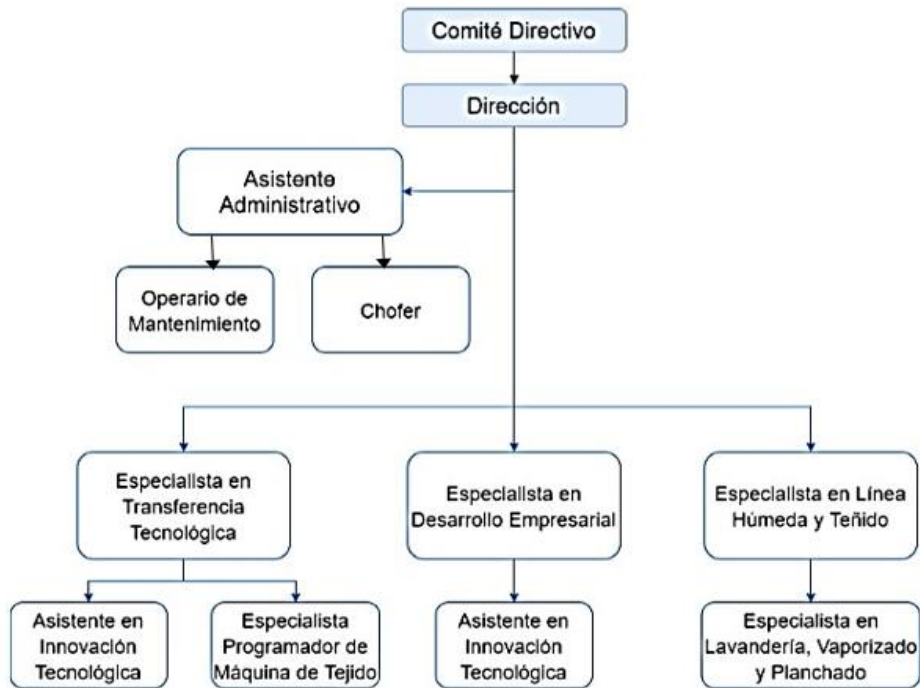 Comité Directivo
Dirección
Asistente
Administrativo
Operario de
Mantenimiento
Chofer
Especialista en
Transferencia
Tecnológica
Especialista en
Desarrollo Empresarial
Especialista en Línea
Húmeda y Teñido
Asistente en
Innovación
Tecnológica
Especialista
Programador de
Máquina de Tejido
Asistente en
Innovación
Tecnológica
Especialista en
Lavandería, Vaporizado
y Planchado